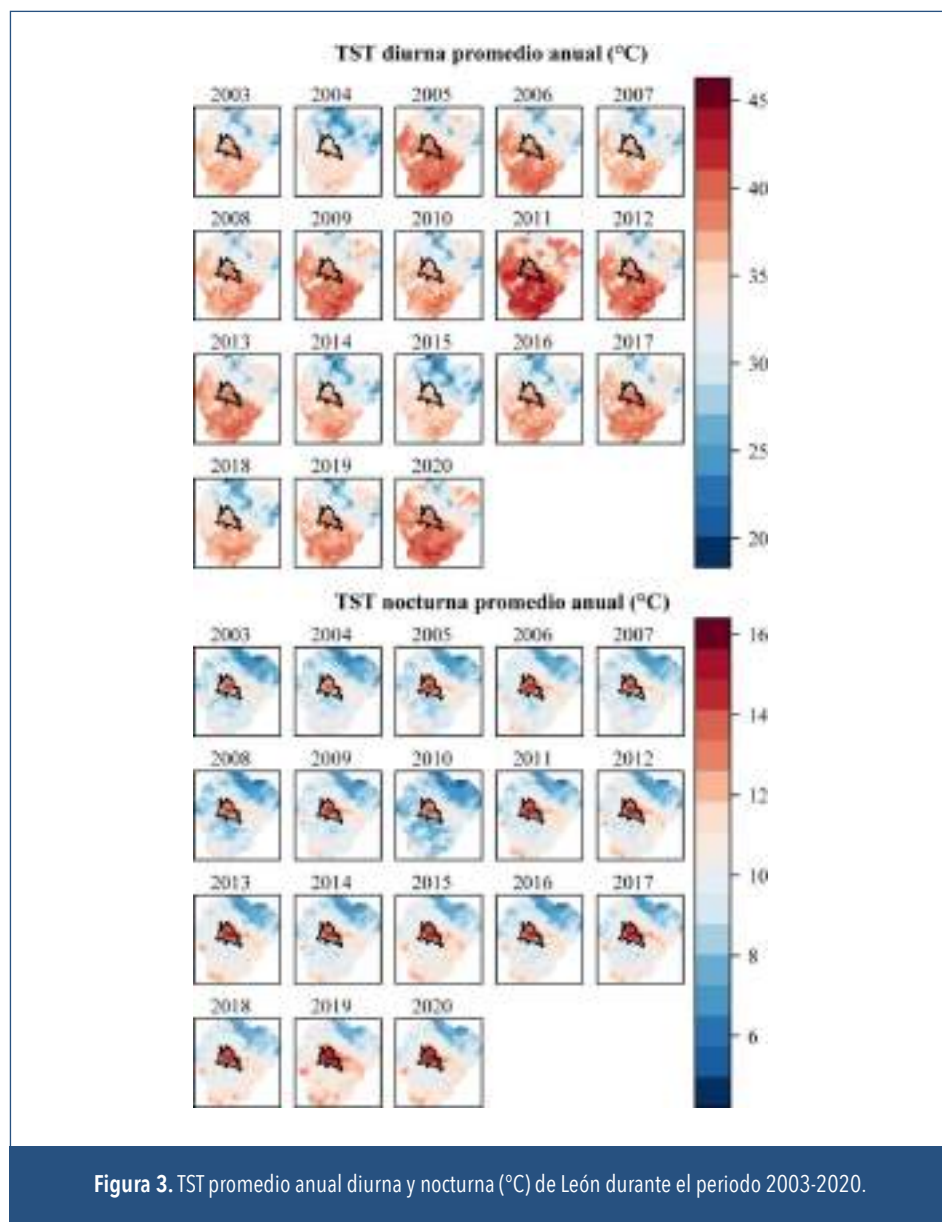 TST diurna promedio anual (°C)
2003 2004 2005 2006 2007
2008 2009 2010 2011 2012
2013 2014 2015 2016 2017
2018 2019 2020
45
40
35
30
25
20
TST nocturna promedio anual (°C)
2003 2004 2005 2006 2007
2008 2009 2010 2011 2012
2013 2014 2015 2016 2017
2018 2019 2020
16
14
12
10
8
6
Figura 3. TST promedio anual diurna y nocturna (°C) de León durante el periodo 2003-2020.